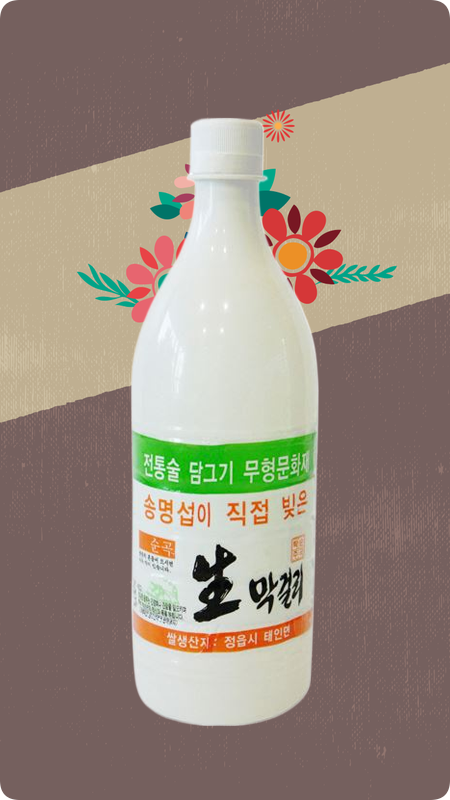 전통술 담그기 무형문화재
송명섭이 직접 빚은
순곡
生 막걸리
쌀생산지 : 정읍시 태인면